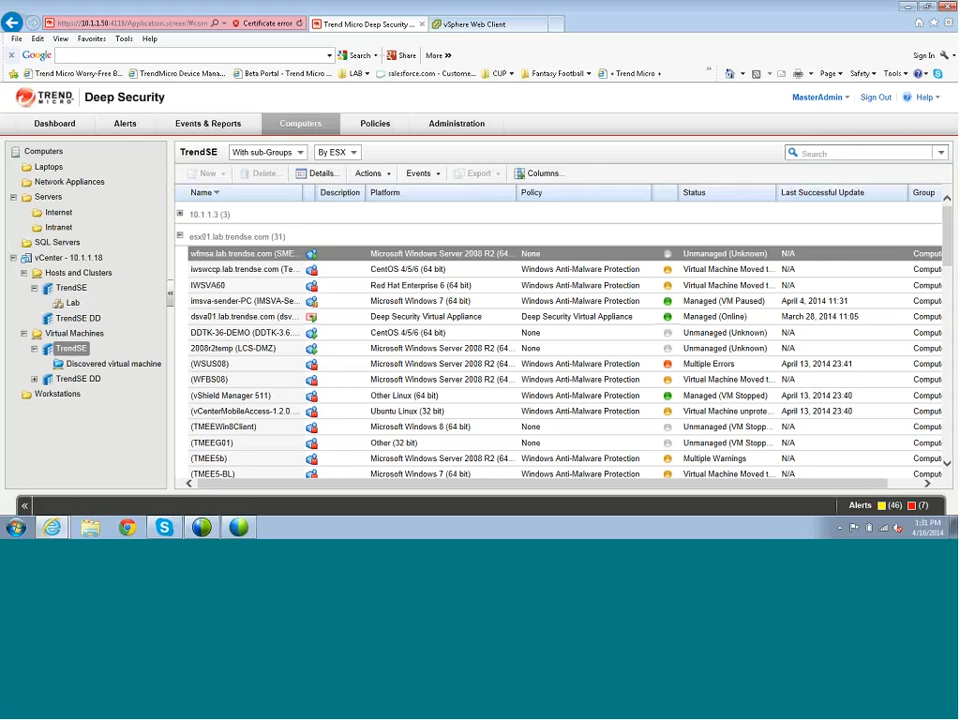 https://10.1.1.50:4119/Application.screen?#com
Certificate error
Trend Micro Deep Security ...
vSphere Web Client
File Edit View Favorites Tools Help
x Google Search Share More » Sign In
Trend Micro Worry-Free B... TrendMicro Device Mana... Beta Portal - Trend Micro ... LAB salesforce.com - Custome... CUP Fantasy Football + Trend Micro + » Page Safety Tools
TREND MICRO Deep Security MasterAdmin Sign Out Help
Dashboard Alerts Events & Reports Computers Policies Administration
Computers
Laptops
Network Appliances
Servers
Internet
Intranet
SQL Servers
vCenter - 10.1.1.18
Hosts and Clusters
TrendSE
Lab
TrendSE DD
Virtual Machines
TrendSE
Discovered virtual machine
TrendSE DD
Workstations
TrendSE With sub-Groups By ESX Search
New Delete... Details... Actions Events Export Columns...
Name Description Platform Policy Status Last Successful Update Group
10.1.1.3 (3)
esx01.lab.trendse.com (31)
wfmsa.lab.trendse.com (SME... Microsoft Windows Server 2008 R2 (64... None Unmanaged (Unknown) N/A Comput
iwswccp.lab.trendse.com (Te... CentOS 4/5/6 (64 bit) Windows Anti-Malware Protection Virtual Machine Moved t... N/A Comput
IWSVA60 Red Hat Enterprise 6 (64 bit) Windows Anti-Malware Protection Virtual Machine Moved t... N/A Comput
imsva-sender-PC (IMSVA-Se... Microsoft Windows 7 (64 bit) Windows Anti-Malware Protection Managed (VM Paused) April 4, 2014 11:31 Comput
dsva01.lab.trendse.com (dsv... Deep Security Virtual Appliance Deep Security Virtual Appliance Managed (Online) March 28, 2014 11:05 Comput
DDTK-36-DEMO (DDTK-3.6.... CentOS 4/5/6 (64 bit) None Unmanaged (Unknown) N/A Comput
2008r2temp (LCS-DMZ) Microsoft Windows Server 2008 R2 (64... None Unmanaged (Unknown) N/A Comput
(WSUS08) Microsoft Windows Server 2008 R2 (64... Windows Anti-Malware Protection Multiple Errors April 13, 2014 23:41 Comput
(WFBS08) Microsoft Windows Server 2008 R2 (64... Windows Anti-Malware Protection Virtual Machine Moved t... April 13, 2014 23:40 Comput
(vShield Manager 511) Other Linux (64 bit) Windows Anti-Malware Protection Managed (VM Stopped) April 13, 2014 23:40 Comput
(vCenterMobileAccess-1.2.0.... Ubuntu Linux (32 bit) Windows Anti-Malware Protection Virtual Machine unprote... April 13, 2014 23:40 Comput
(TMEEWin8Client) Microsoft Windows 8 (64 bit) None Unmanaged (VM Stopp... N/A Comput
(TMEEG01) Other (32 bit) None Unmanaged (VM Stopp... N/A Comput
(TMEE5b) Microsoft Windows Server 2008 R2 (64... Windows Anti-Malware Protection Multiple Warnings N/A Comput
(TMEE5-BL) Microsoft Windows 7 (64 bit) Windows Anti-Malware Protection Virtual Machine Moved t... N/A Comput
« Alerts (46) (7)
1:31 PM
4/16/2014